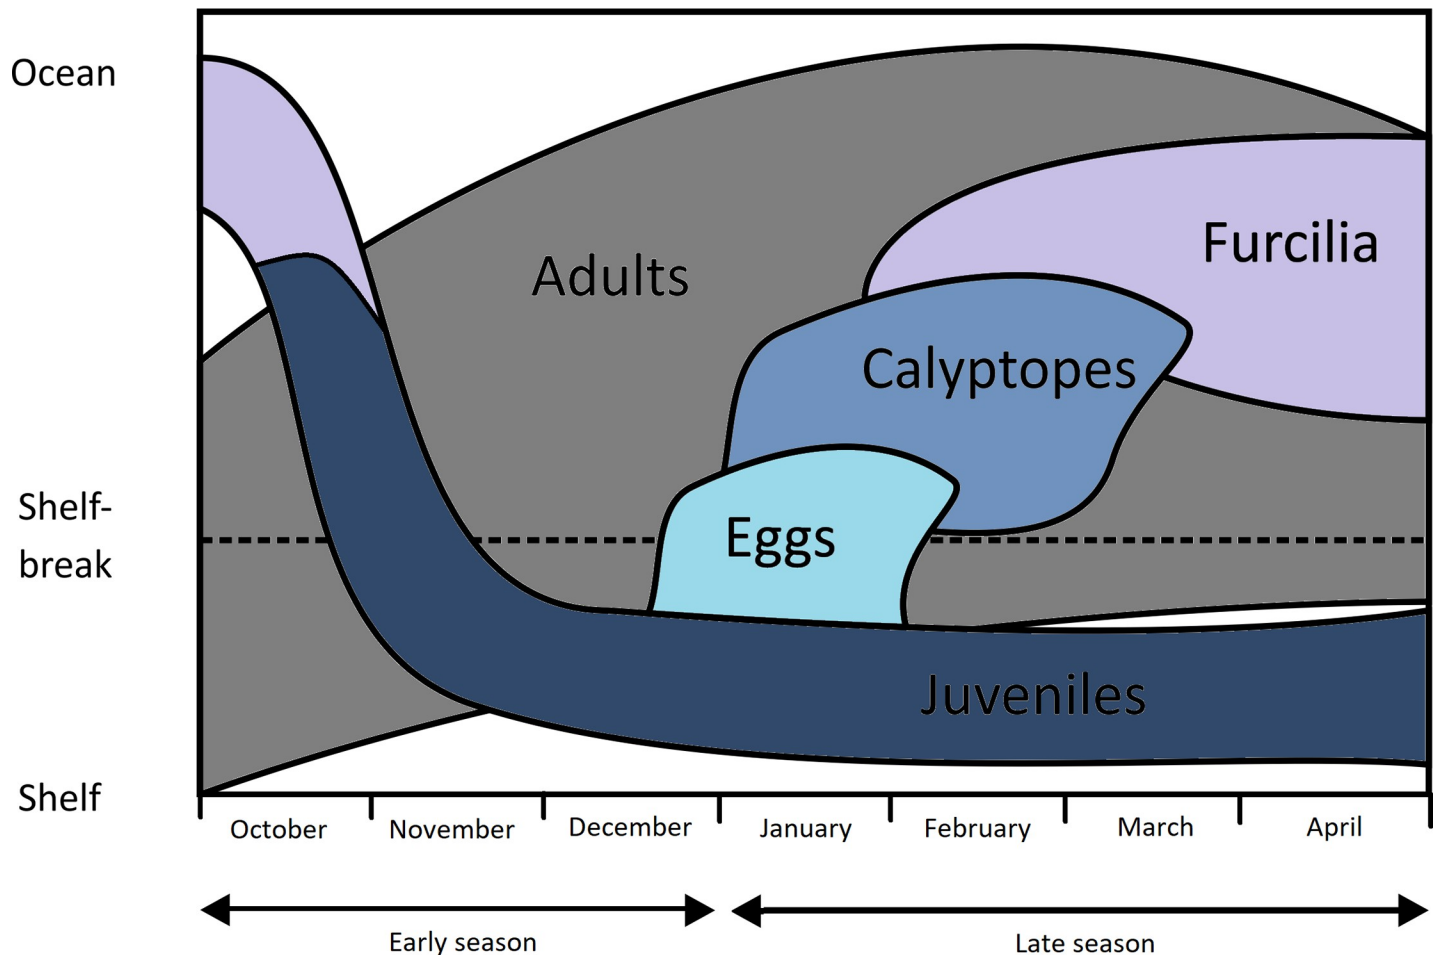 Ocean
Furcilia
Adults
Calyptopes
Shelf-
break
Eggs
Juveniles
Shelf
October November December January February March April
Early season Late season